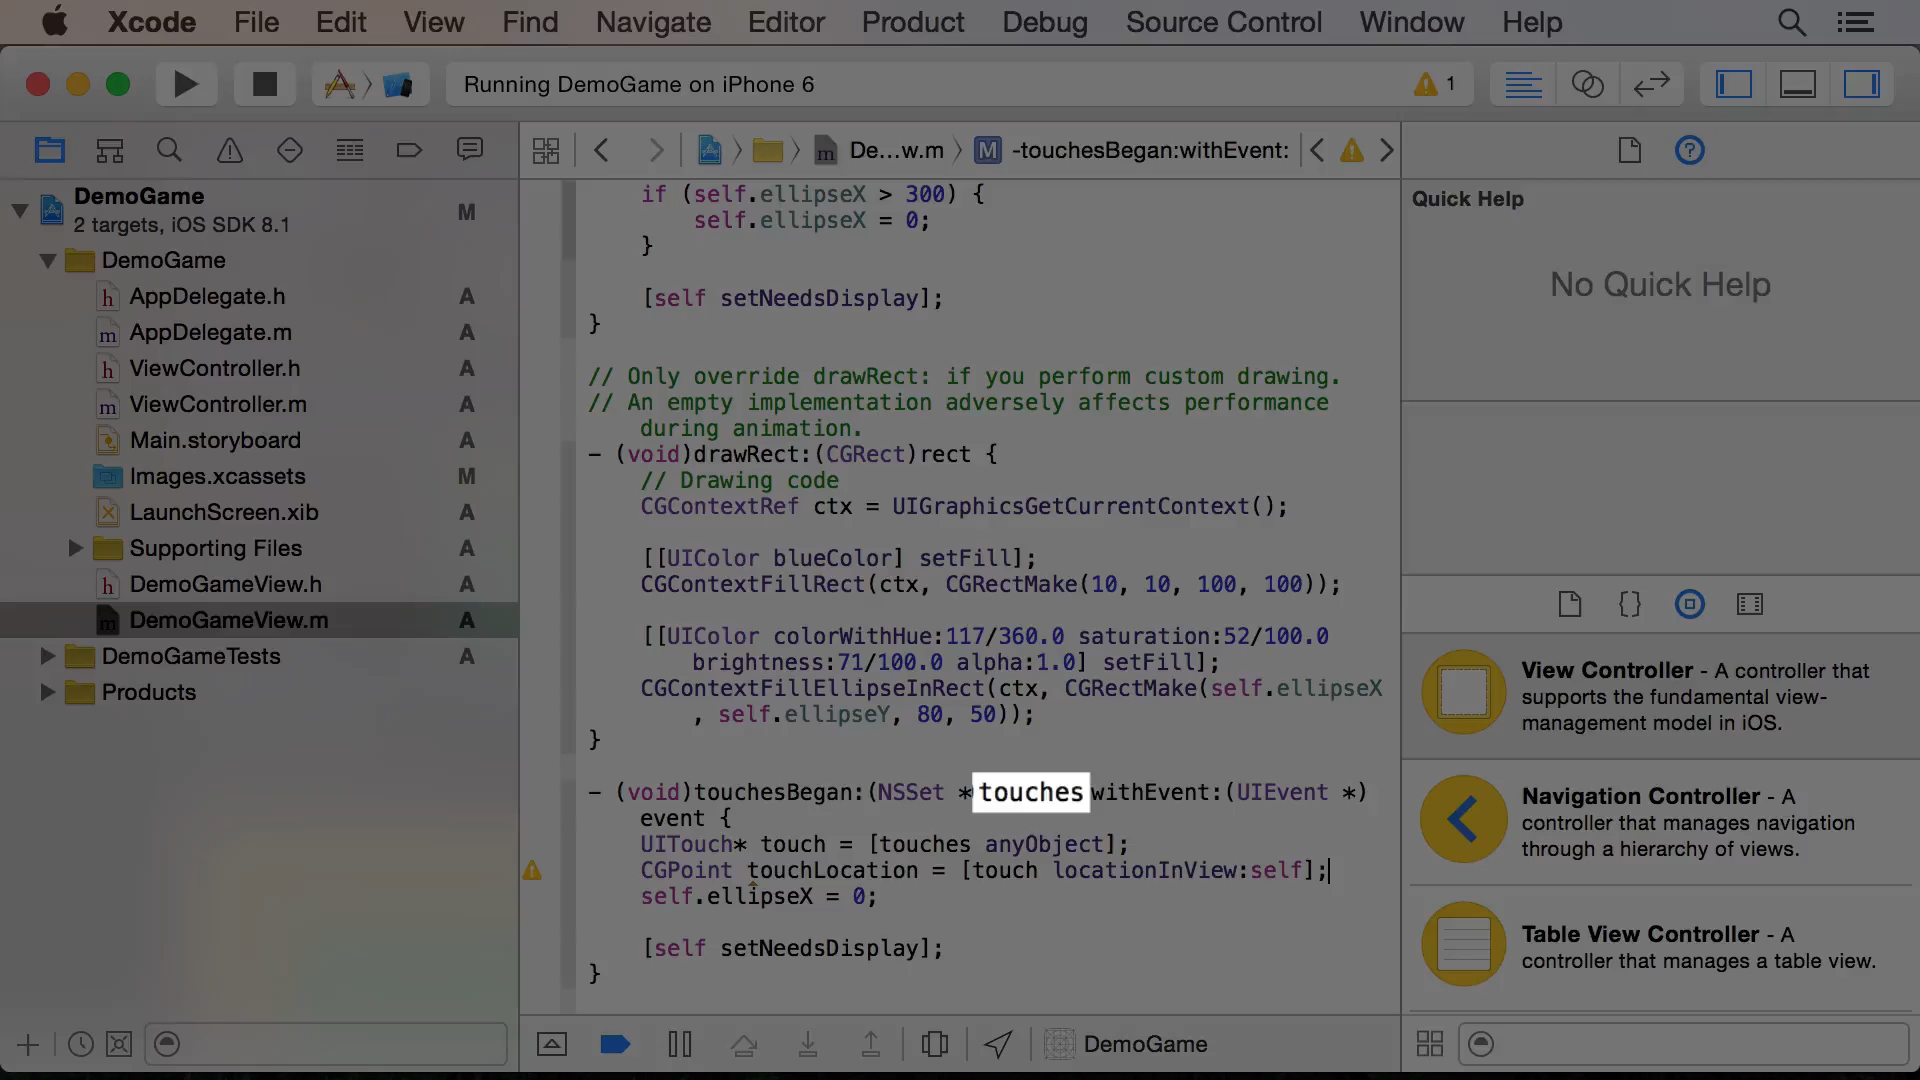 Xcode File Edit View Find Navigate Editor Product Debug Source Control Window Help
Running DemoGame on iPhone 6
1
De...w.m
M
-touchesBegan:withEvent:
DemoGame
2 targets, iOS SDK 8.1
M
DemoGame
h AppDelegate.h A
m AppDelegate.m A
h ViewController.h A
m ViewController.m A
Main.storyboard A
Images.xcassets M
LaunchScreen.xib A
Supporting Files A
h DemoGameView.h A
m DemoGameView.m A
DemoGameTests A
Products
if (self.ellipseX > 300) {
self.ellipseX = 0;
}
[self setNeedsDisplay];
}
// Only override drawRect: if you perform custom drawing.
// An empty implementation adversely affects performance
during animation.
- (void)drawRect:(CGRect)rect {
// Drawing code
CGContextRef ctx = UIGraphicsGetCurrentContext();
[[UIColor blueColor] setFill];
CGContextFillRect(ctx, CGRectMake(10, 10, 100, 100));
[[UIColor colorWithHue:117/360.0 saturation:52/100.0
brightness:71/100.0 alpha:1.0] setFill];
CGContextFillEllipseInRect(ctx, CGRectMake(self.ellipseX
, self.ellipseY, 80, 50));
}
- (void)touchesBegan:(NSSet *touches withEvent:(UIEvent *)
event {
UITouch* touch = [touches anyObject];
CGPoint touchLocation = [touch locationInView:self];
self.ellipseX = 0;
[self setNeedsDisplay];
}
DemoGame
Quick Help
No Quick Help
{}
View Controller - A controller that
supports the fundamental view-
management model in iOS.
Navigation Controller - A
controller that manages navigation
through a hierarchy of views.
Table View Controller - A
controller that manages a table view.